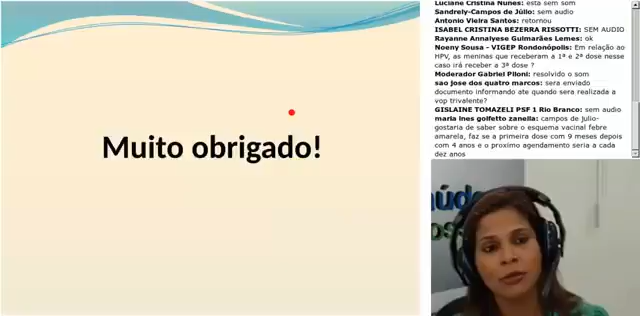 Muito obrigado!
Luciane Cristina Nunes: esta sem som
Sandrely-Campos de Júlio: sem audio
Antonio Vieira Santos: retornou
ISABEL CRISTINA BEZERRA RISSOTTI: SEM AUDIO
Rayanne Annalyese Guimarães Lemes: ok
Noeny Sousa - VIGEP Rondonópolis: Em relação ao
HPV, as meninas que receberam a 1ª e 2ª dose nesse
caso irá receber a 3ª dose ?
Moderador Gabriel Piloni: resolvido o som
sao jose dos quatro marcos: sera enviado
documento informando ate quando sera realizada a
vop trivalente?
GISLAINE TOMAZELI PSF 1 Rio Branco: sem audio
maria ines golfetto zanella: campos de julio-
gostaria de saber sobre o esquema vacinal febre
amarela, faz se a primeira dose com 9 meses depois
com 4 anos e o proximo agendamento seria a cada
dez anos